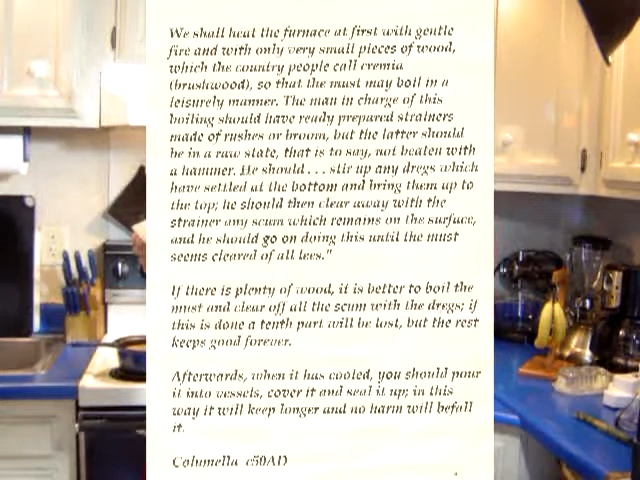 We shall heat the furnace at first with gentle
fire and with only very small pieces of wood,
which the country people call cremia
(brushwood), so that the must may boil in a
leisurely manner. The man in charge of this
boiling should have ready prepared strainers
made of rushes or broom, but the latter should
be in a raw state, that is to say, not beaten with
a hammer. He should . . . stir up any dregs which
have settled at the bottom and bring them up to
the top; he should then clear away with the
strainer any scum which remains on the surface,
and he should go on doing this until the must
seems cleared of all lees."
If there is plenty of wood, it is better to boil the
must and clear off all the scum with the dregs; if
this is done a tenth part will be lost, but the rest
keeps good forever.
Afterwards, when it has cooled, you should pour
it into vessels, cover it and seal it up; in this
way it will keep longer and no harm will befall
it.
Columella c50AD